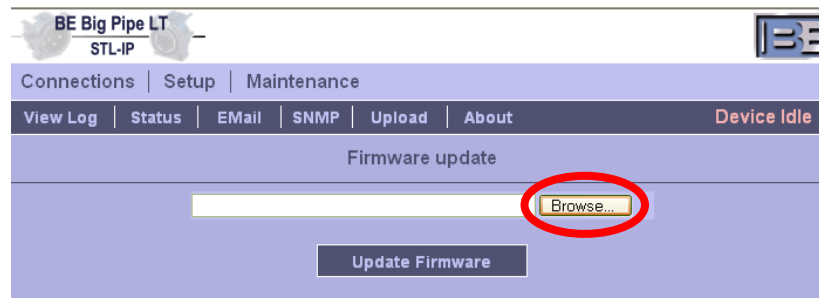 BE Big Pipe LT
STL-IP
BE
Connections | Setup | Maintenance
View Log | Status | EMail | SNMP | Upload | About Device Idle
Firmware update
Browse...
Update Firmware